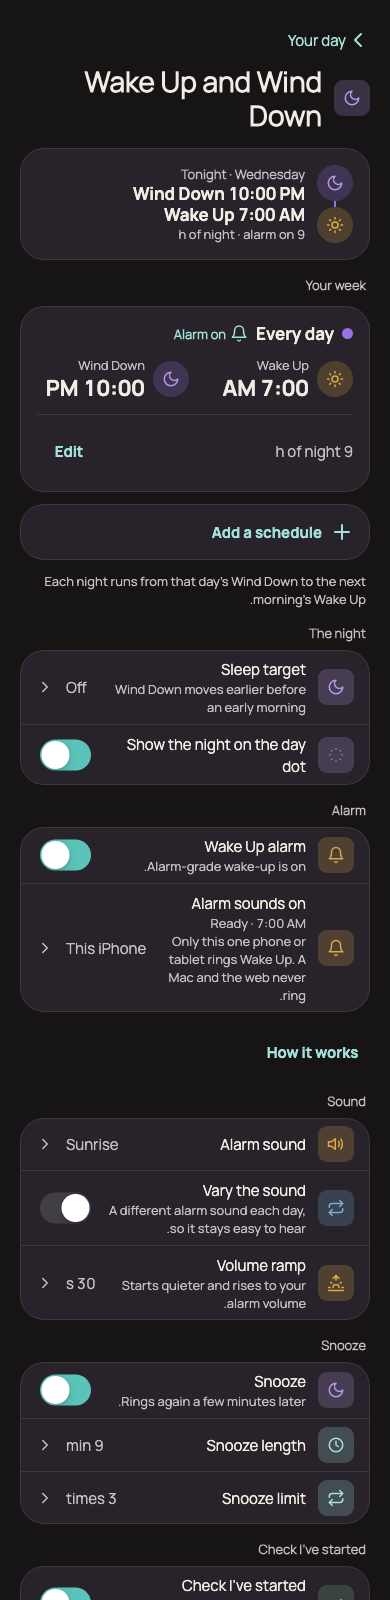 Your day
Wake Up and Wind
Down
Tonight · Wednesday
Wind Down 10:00 PM
Wake Up 7:00 AM
h of night · alarm on 9
Your week
Every day
Alarm on
Wake Up
AM 7:00
Wind Down
PM 10:00
h of night 9
Edit
Add a schedule
Each night runs from that day's Wind Down to the next
.morning's Wake Up
The night
Sleep target
Wind Down moves earlier before
an early morning
Off
Show the night on the day
dot
Alarm
Wake Up alarm
.Alarm-grade wake-up is on
Alarm sounds on
Ready · 7:00 AM
Only this one phone or
tablet rings Wake Up. A
Mac and the web never
.ring
This iPhone
How it works
Sound
Alarm sound
Sunrise
Vary the sound
A different alarm sound each day,
.so it stays easy to hear
Volume ramp
Starts quieter and rises to your
.alarm volume
s 30
Snooze
Snooze
.Rings again a few minutes later
Snooze length
min 9
Snooze limit
times 3
Check I've started
Check I've started